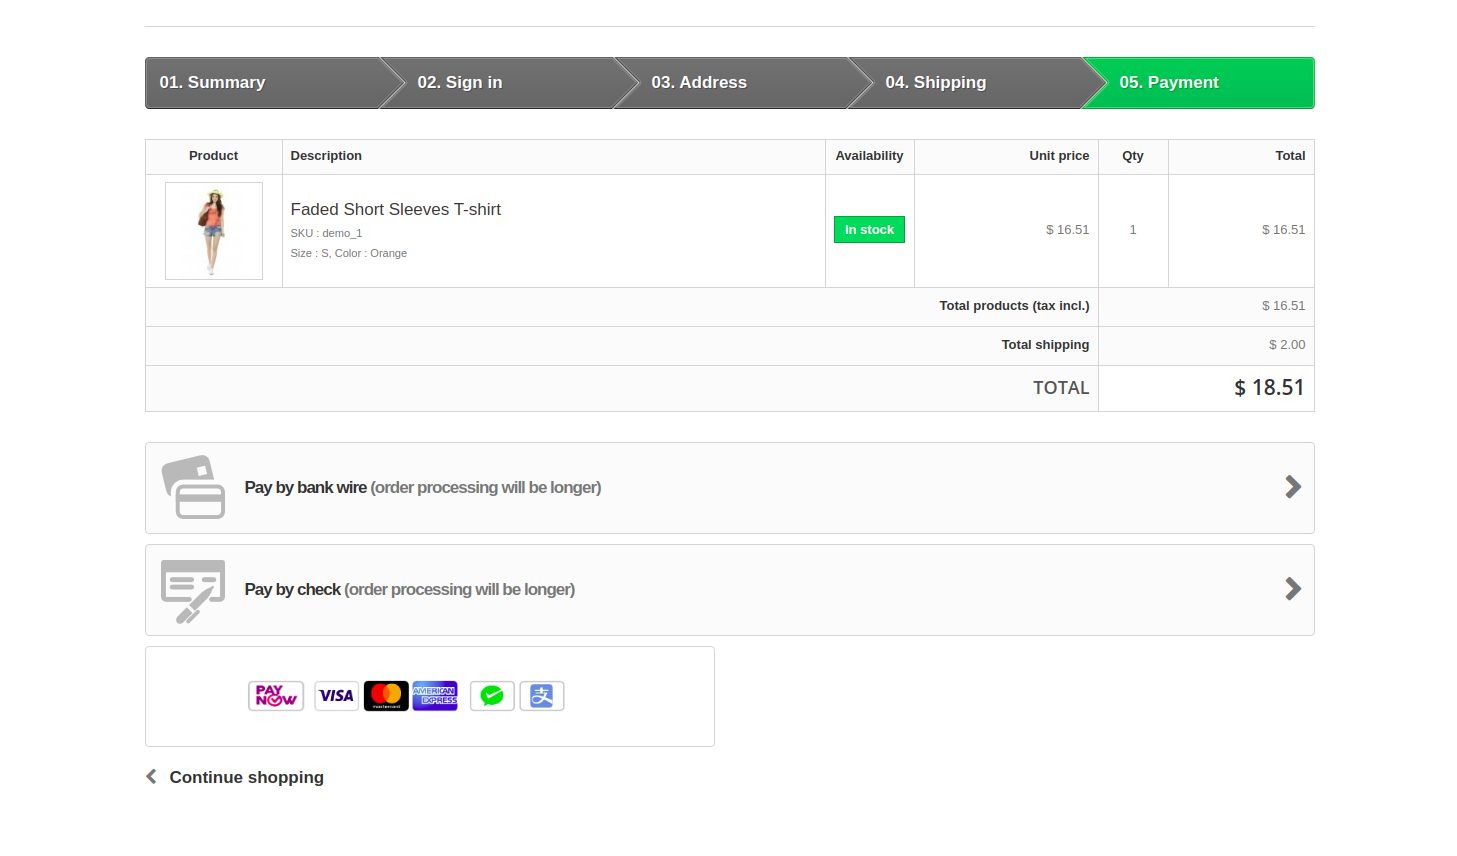 01. Summary
02. Sign in
03. Address
04. Shipping
05. Payment
Product Description Availability Unit price Qty Total
Faded Short Sleeves T-shirt
SKU : demo_1
Size : S, Color : Orange
In stock
$ 16.51
1
$ 16.51
Total products (tax incl.) $ 16.51
Total shipping $ 2.00
TOTAL $ 18.51
Pay by bank wire (order processing will be longer)
Pay by check (order processing will be longer)
PAY
NOW
VISA
mastercard
AMERICAN
EXPRESS
支
Continue shopping